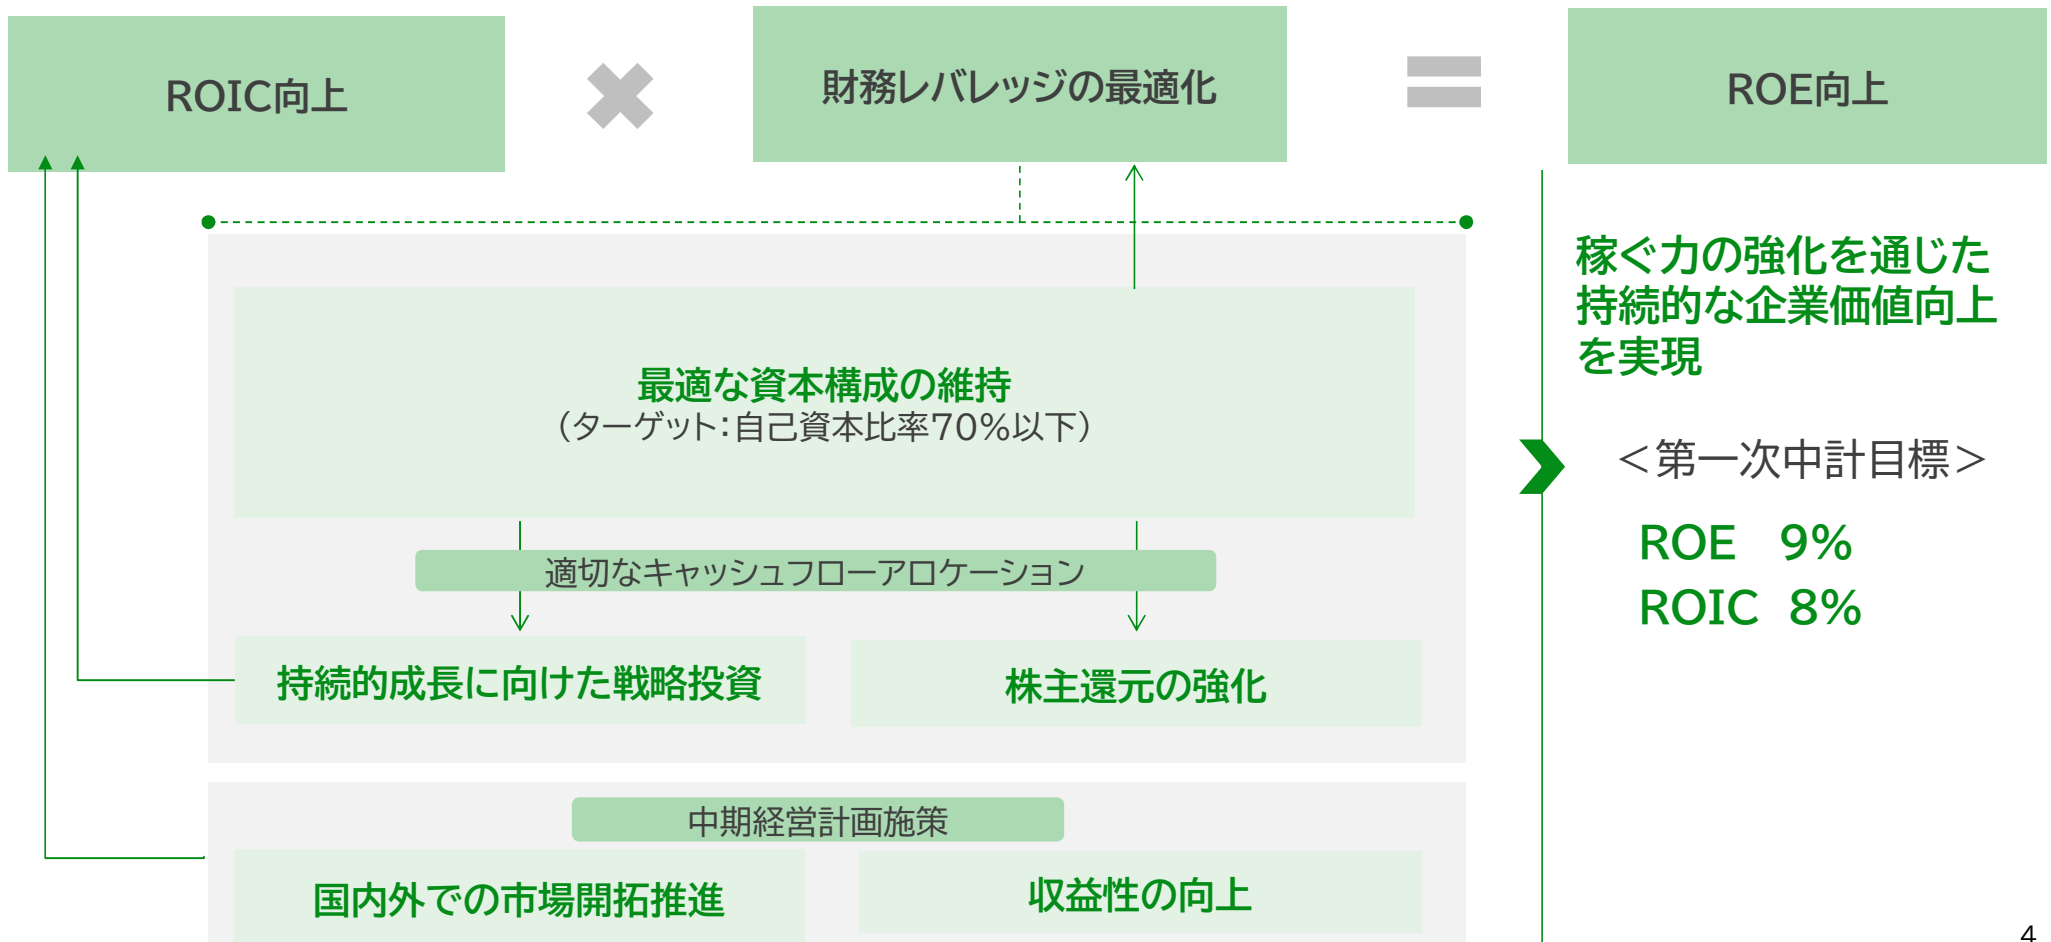 ROIC向上
財務レバレッジの最適化
ROE向上
最適な資本構成の維持
（ターゲット：自己資本比率70%以下）
適切なキャッシュフローアロケーション
持続的成長に向けた戦略投資
株主還元の強化
中期経営計画施策
国内外での市場開拓推進
収益性の向上
稼ぐ力の強化を通じた
持続的な企業価値向上
を実現
＜第一次中計目標＞
ROE 9%
ROIC 8%
4